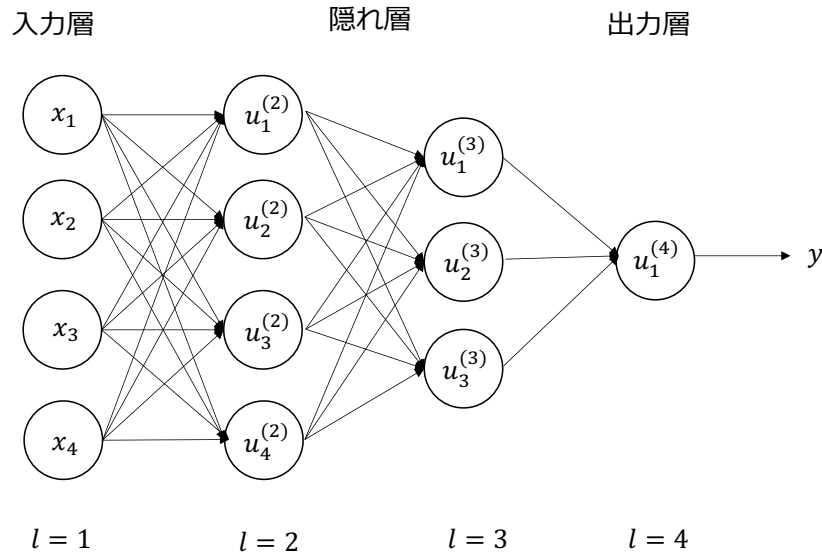 入力層 隠れ層 出力層
x₁ u₁⁽²⁾
u₁⁽³⁾
x₂ u₂⁽²⁾
u₂⁽³⁾ u₁⁽⁴⁾ y
x₃ u₃⁽²⁾
u₃⁽³⁾
x₄ u₄⁽²⁾
l = 1 l = 2 l = 3 l = 4